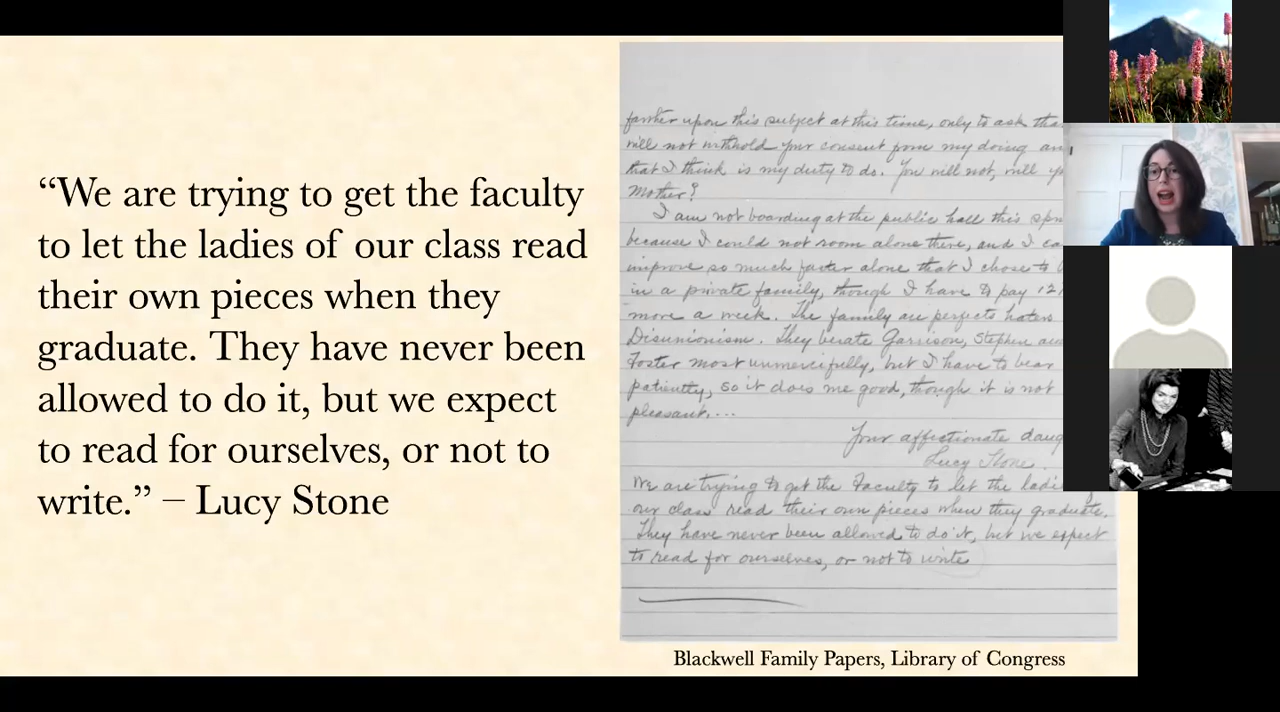 “We are trying to get the faculty
to let the ladies of our class read
their own pieces when they
graduate. They have never been
allowed to do it, but we expect
to read for ourselves, or not to
write.” – Lucy Stone
farther upon this subject at this time, only to ask
will not withhold your consent from my doing
that I think is my duty to do. You will not, will
Mother?
I am not boarding at the public hall this
because I could not room alone there, and I
improve so much faster alone that I chose to
in a private family, though I have to pay
more a week. The family are perfect haters
Disunionism. They berate Garrison, Stephen
Foster most unmercifully, but I have to bear
patiently, so it does me good, though it is not
pleasant....
Your affectionate
Lucy Stone.
We are trying to get the Faculty to let the
our class read their own pieces when they graduate.
They have never been allowed to do it, but we expect
to read for ourselves, or not to write
Blackwell Family Papers, Library of Congress